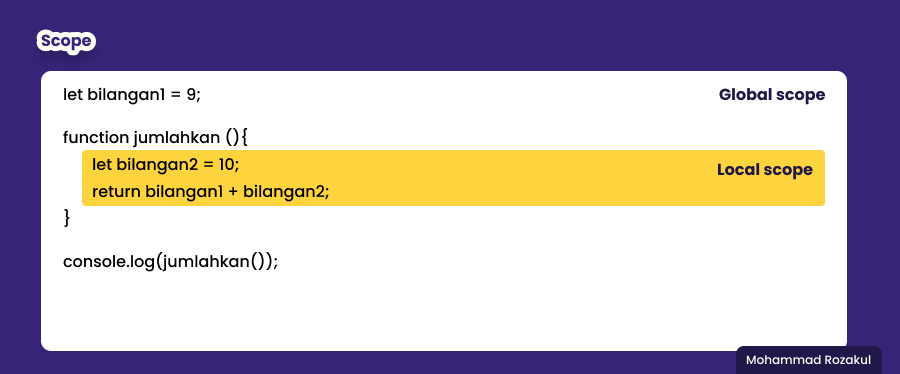 Scope
let bilangan1 = 9;
Global scope
function jumlahkan (){
let bilangan2 = 10;
Local scope
return bilangan1 + bilangan2;
}
console.log(jumlahkan());
Mohammad Rozakul